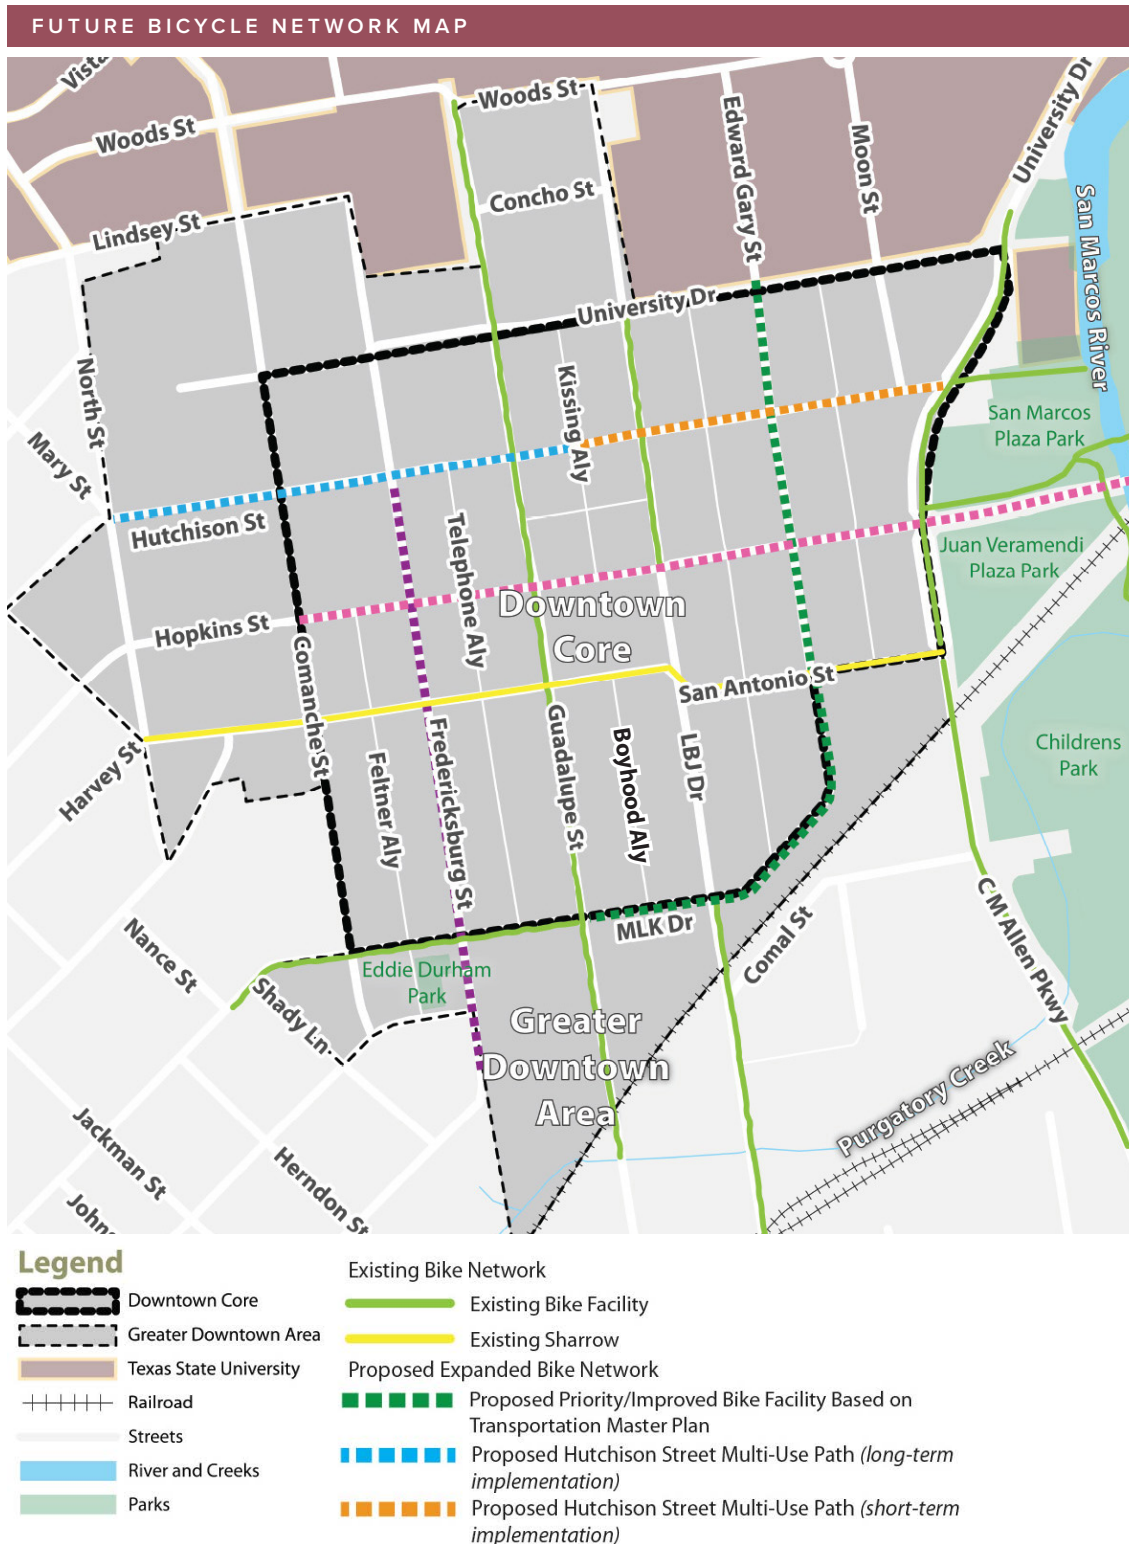 FUTURE BICYCLE NETWORK MAP
Vista
Woods St
Woods St
Concho St
Edward Gary St
Moon St
University Dr
San Marcos River
Lindsey St
University Dr
North St
Kissing Aly
San Marcos
Plaza Park
Mary St
Hutchison St
Telephone Aly
Juan Veramendi
Plaza Park
Downtown
Core
Hopkins St
Comanche St
San Antonio St
Harvey St
Feltner Aly
Fredericksburg St
Guadalupe St
Boyhood Aly
LBJ Dr
Childrens
Park
MLK Dr
Comal St
C M Allen Pkwy
Nance St
Shady Ln
Eddie Durham
Park
Greater
Downtown
Area
Purgatory Creek
Jackman St
Herndon St
Legend
Downtown Core
Greater Downtown Area
Texas State University
Railroad
Streets
River and Creeks
Parks
Existing Bike Network
Existing Bike Facility
Existing Sharrow
Proposed Expanded Bike Network
Proposed Priority/Improved Bike Facility Based on
Transportation Master Plan
Proposed Hutchison Street Multi-Use Path (long-term
implementation)
Proposed Hutchison Street Multi-Use Path (short-term
implementation)